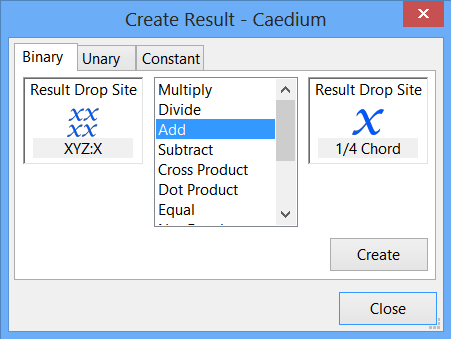 Create Result - Caedium
Binary
Unary
Constant
Result Drop Site
xx
xx
XYZ:X
Multiply
Divide
Add
Subtract
Cross Product
Dot Product
Equal
Result Drop Site
x
1/4 Chord
Create
Close